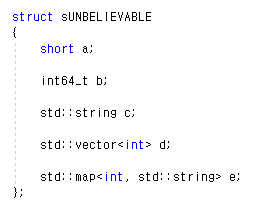 struct sUNBELIEVABLE
{
short a;
int64_t b;
std::string c;
std::vector<int> d;
std::map<int, std::string> e;
};